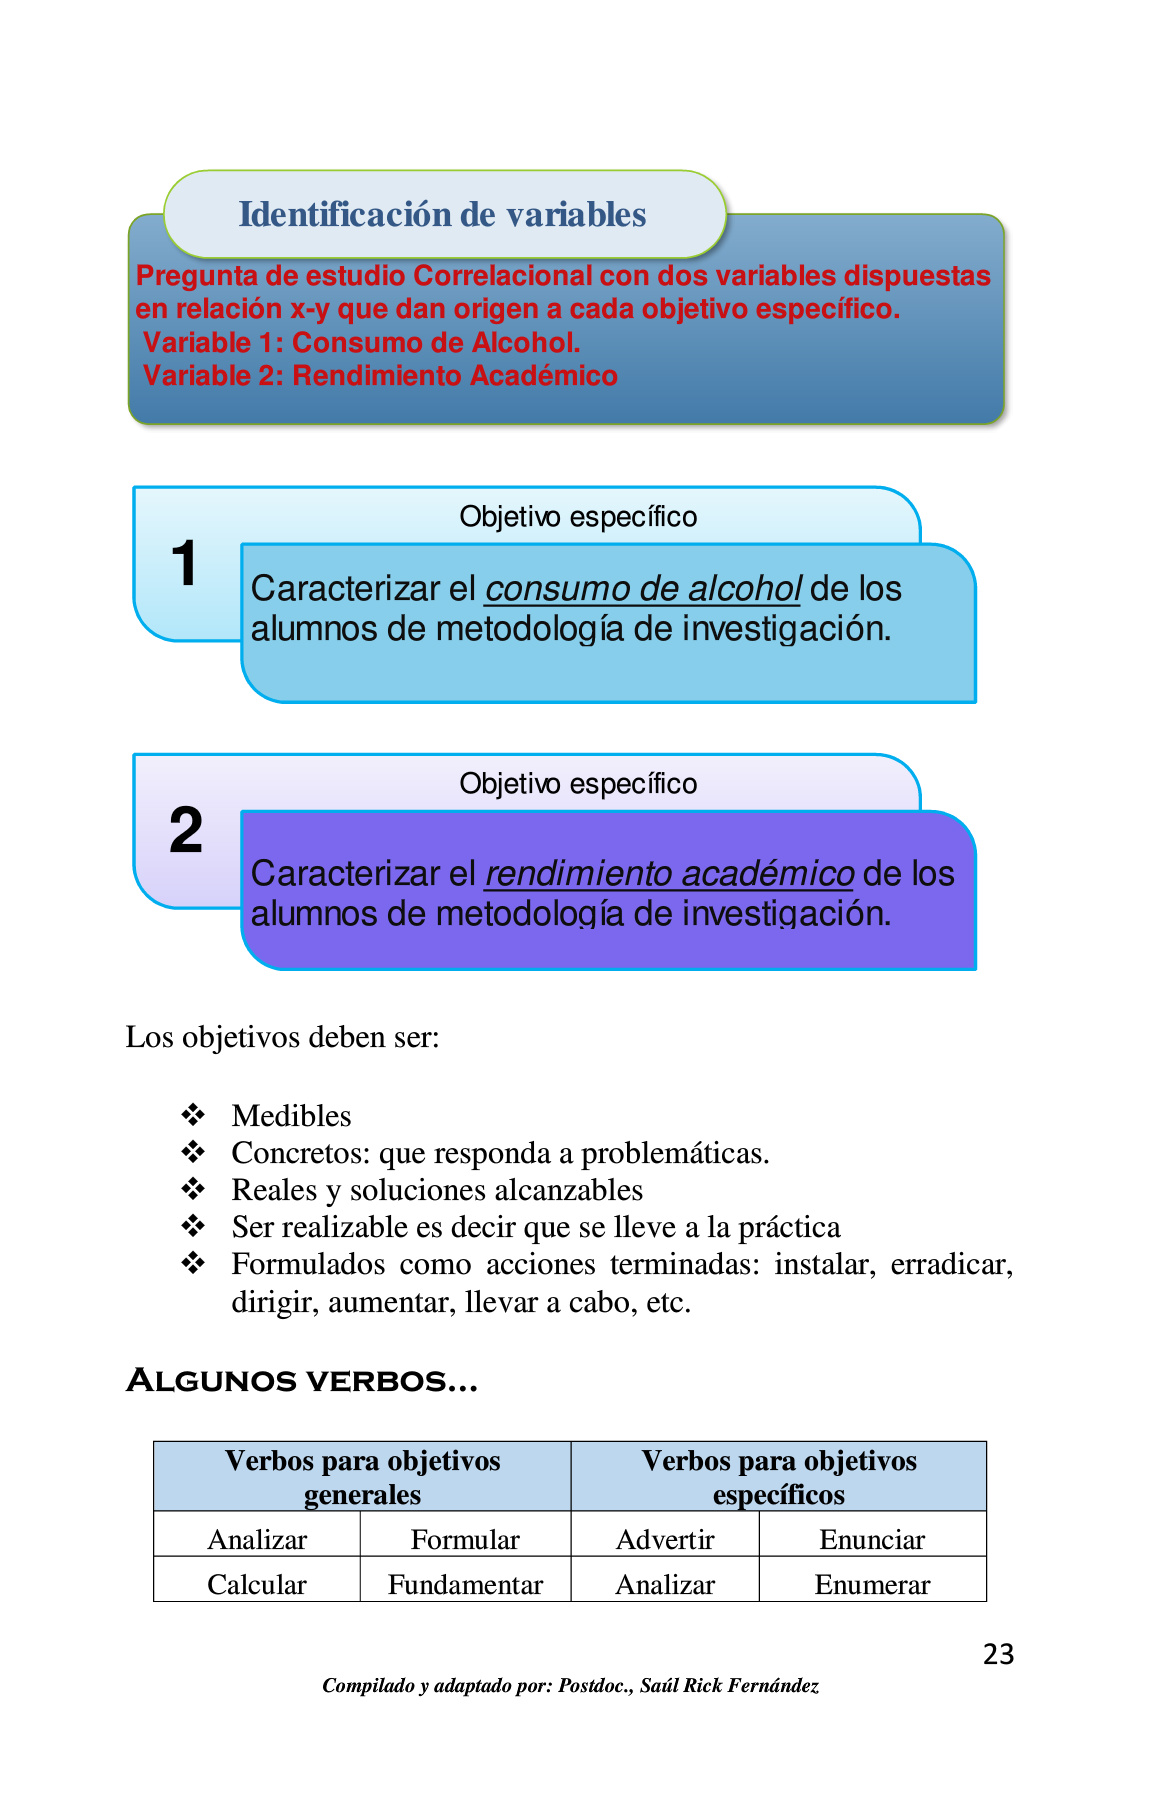 Identificación de variables
Pregunta de estudio Correlacional con dos variables dispuestas
en relación x-y que dan origen a cada objetivo específico.
Variable 1: Consumo de Alcohol.
Variable 2: Rendimiento Académico
Objetivo específico
1
Caracterizar el consumo de alcohol de los
alumnos de metodología de investigación.
Objetivo específico
2
Caracterizar el rendimiento académico de los
alumnos de metodología de investigación.
Los objetivos deben ser:
❖ Medibles
❖ Concretos: que responda a problemáticas.
❖ Reales y soluciones alcanzables
❖ Ser realizable es decir que se lleve a la práctica
❖ Formulados como acciones terminadas: instalar, erradicar,
dirigir, aumentar, llevar a cabo, etc.
ALGUNOS VERBOS...
Verbos para objetivos generales
Verbos para objetivos específicos
Analizar Formular Advertir Enunciar
Calcular Fundamentar Analizar Enumerar
23
Compilado y adaptado por: Postdoc., Saúl Rick Fernández